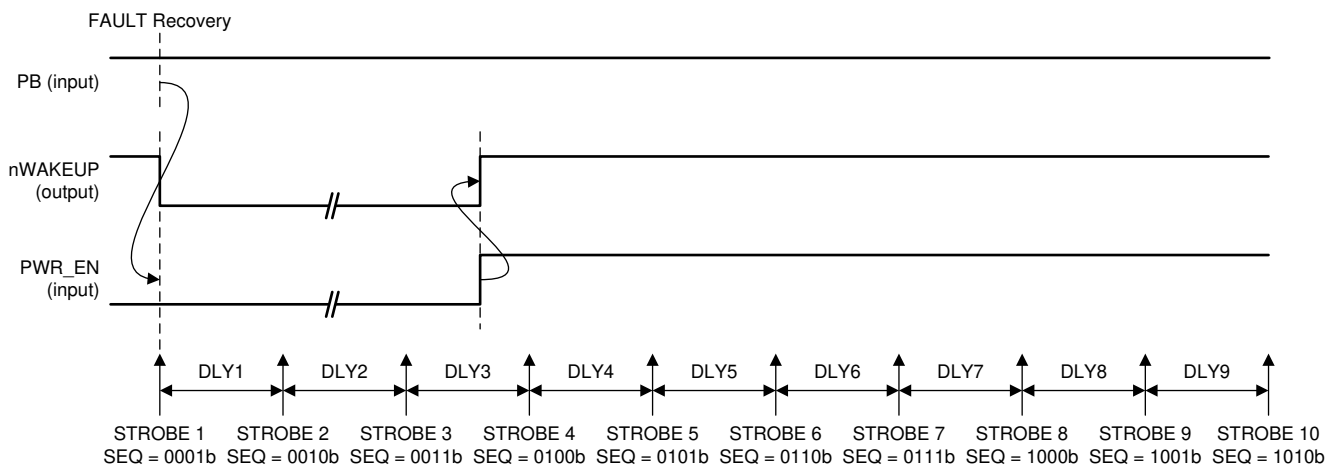 FAULT Recovery
PB (input)
nWAKEUP
(output)
PWR_EN
(input)
DLY1 DLY2 DLY3 DLY4 DLY5 DLY6 DLY7 DLY8 DLY9
STROBE 1 STROBE 2 STROBE 3 STROBE 4 STROBE 5 STROBE 6 STROBE 7 STROBE 8 STROBE 9 STROBE 10
SEQ = 0001b SEQ = 0010b SEQ = 0011b SEQ = 0100b SEQ = 0101b SEQ = 0110b SEQ = 0111b SEQ = 1000b SEQ = 1001b SEQ = 1010b